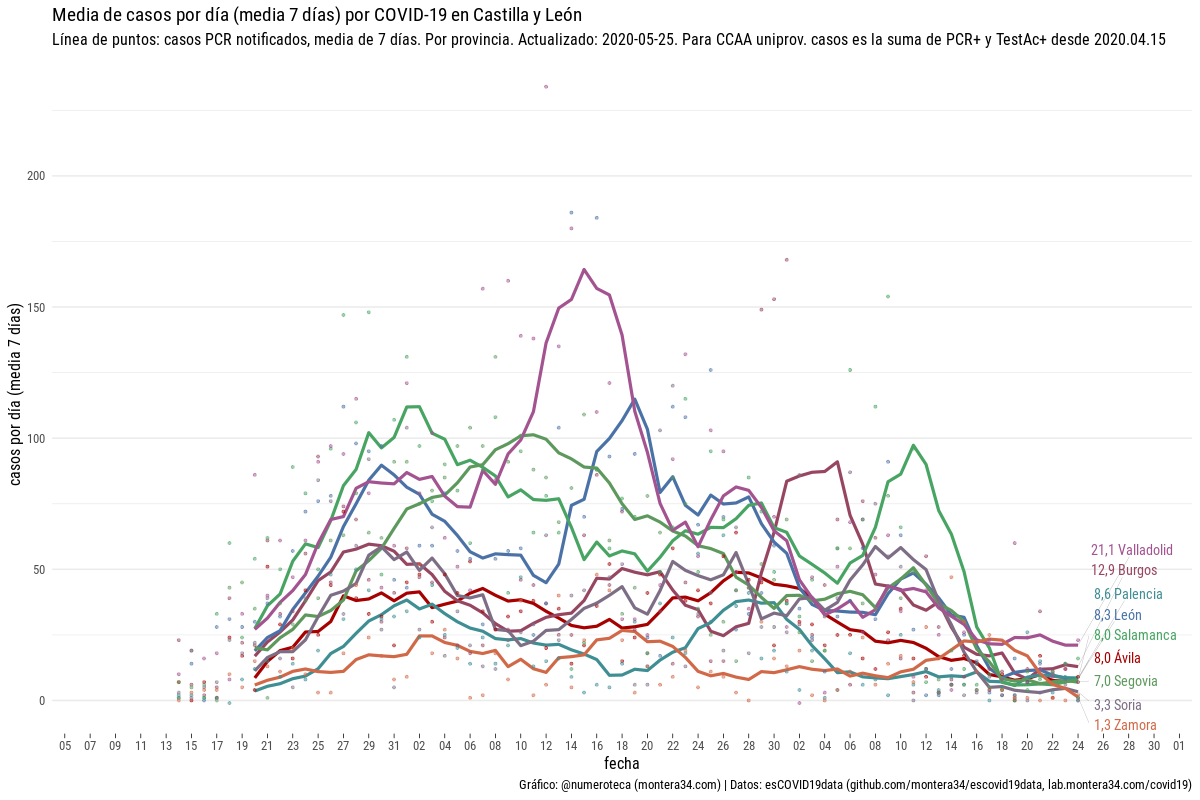 Media de casos por día (media 7 días) por COVID-19 en Castilla y León
Línea de puntos: casos PCR notificados, media de 7 días. Por provincia. Actualizado: 2020-05-25. Para CCAA uniprov. casos es la suma de PCR+ y TestAc+ desde 2020.04.15
casos por día (media 7 días)
200
150
100
50
0
21,1 Valladolid
12,9 Burgos
8,6 Palencia
8,3 León
8,0 Salamanca
8,0 Ávila
7,0 Segovia
3,3 Soria
1,3 Zamora
05 07 09 11 13 15 17 19 21 23 25 27 29 31 02 04 06 08 10 12 14 16 18 20 22 24 26 28 30 02 04 06 08 10 12 14 16 18 20 22 24 26 28 30 01
fecha
Gráfico: @numeroteca (montera34.com) | Datos: esCOVID19data (github.com/montera34/escovid19data, lab.montera34.com/covid19)